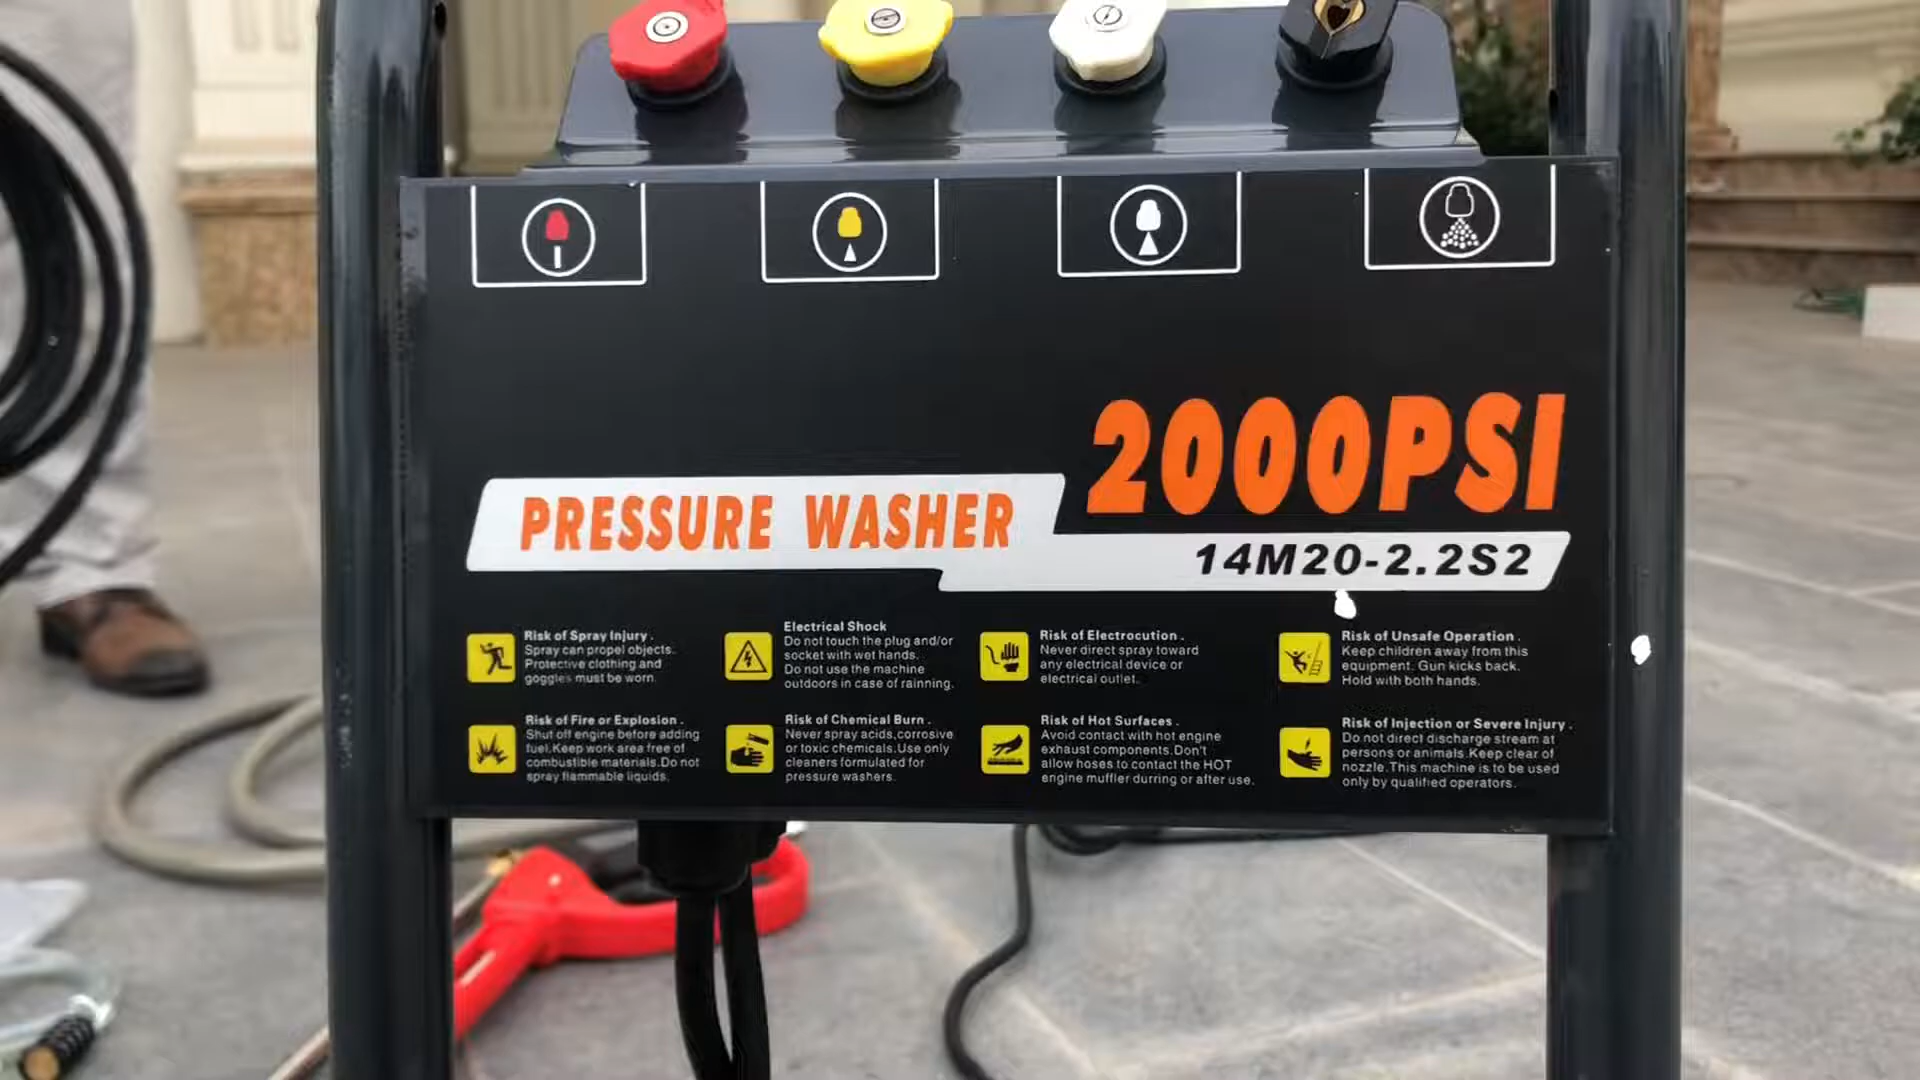 2000PSI
PRESSURE WASHER
14M20-2.2S2
Risk of Spray Injury.
Spray can propel objects.
Protective clothing and
goggles must be worn.
Electrical Shock
Do not touch the plug and/or
socket with wet hands.
Do not use the machine
outdoors in case of rainning.
Risk of Electrocution.
Never direct spray toward
any electrical device or
electrical outlet.
Risk of Unsafe Operation.
Keep children away from this
equipment. Gun kicks back.
Hold with both hands.
Risk of Fire or Explosion.
Shut off engine before adding
fuel.Keep work area free of
combustible materials.Do not
spray flammable liquids.
Risk of Chemical Burn.
Never spray acids,corrosive
or toxic chemicals.Use only
cleaners formulated for
pressure washers.
Risk of Hot Surfaces.
Avoid contact with hot engine
exhaust components.Don't
allow hoses to contact the HOT
engine muffler durring or after use.
Risk of Injection or Severe Injury.
Do not direct discharge stream at
persons or animals.Keep clear of
nozzle.This machine is to be used
only by qualified operators.